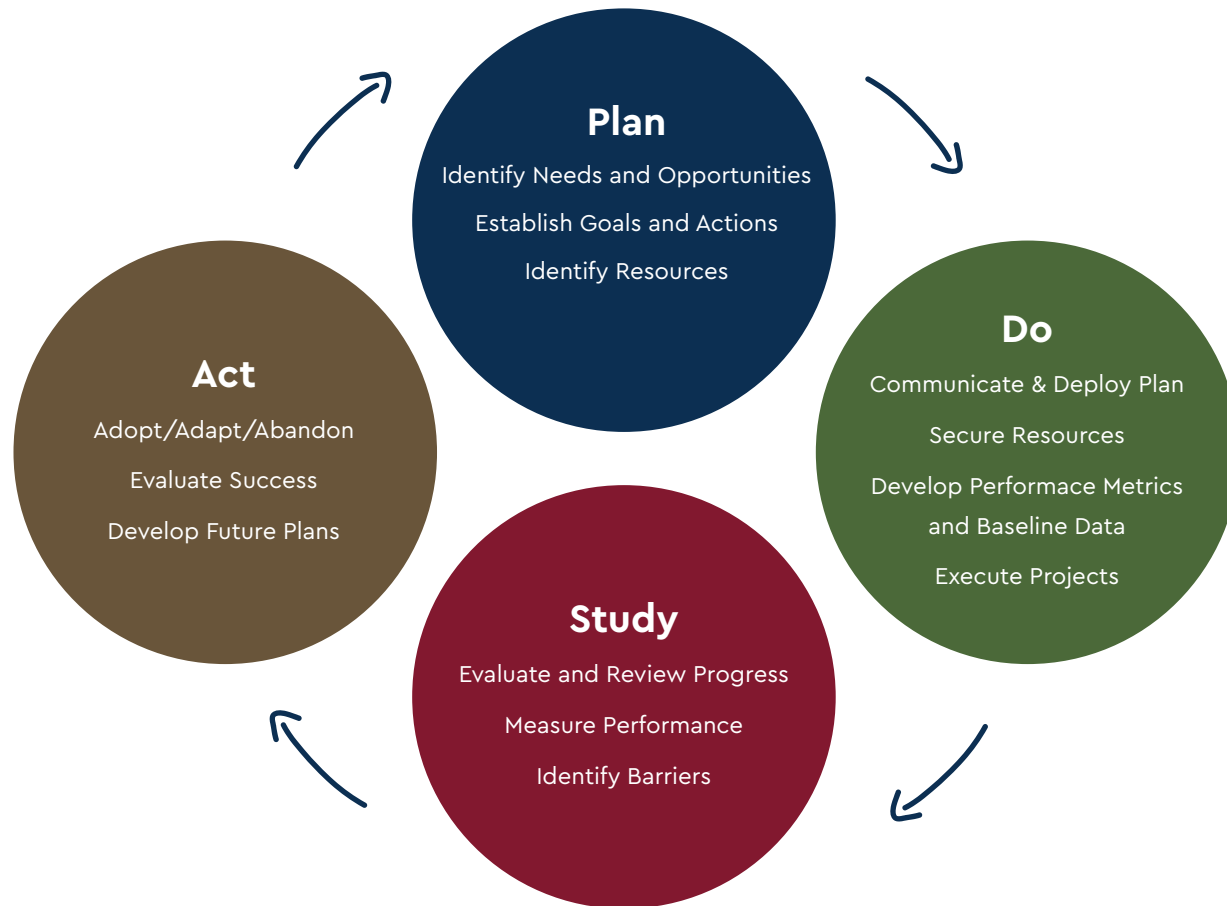 Plan
Identify Needs and Opportunities
Establish Goals and Actions
Identify Resources
Do
Communicate & Deploy Plan
Secure Resources
Develop Performace Metrics
and Baseline Data
Execute Projects
Study
Evaluate and Review Progress
Measure Performance
Identify Barriers
Act
Adopt/Adapt/Abandon
Evaluate Success
Develop Future Plans